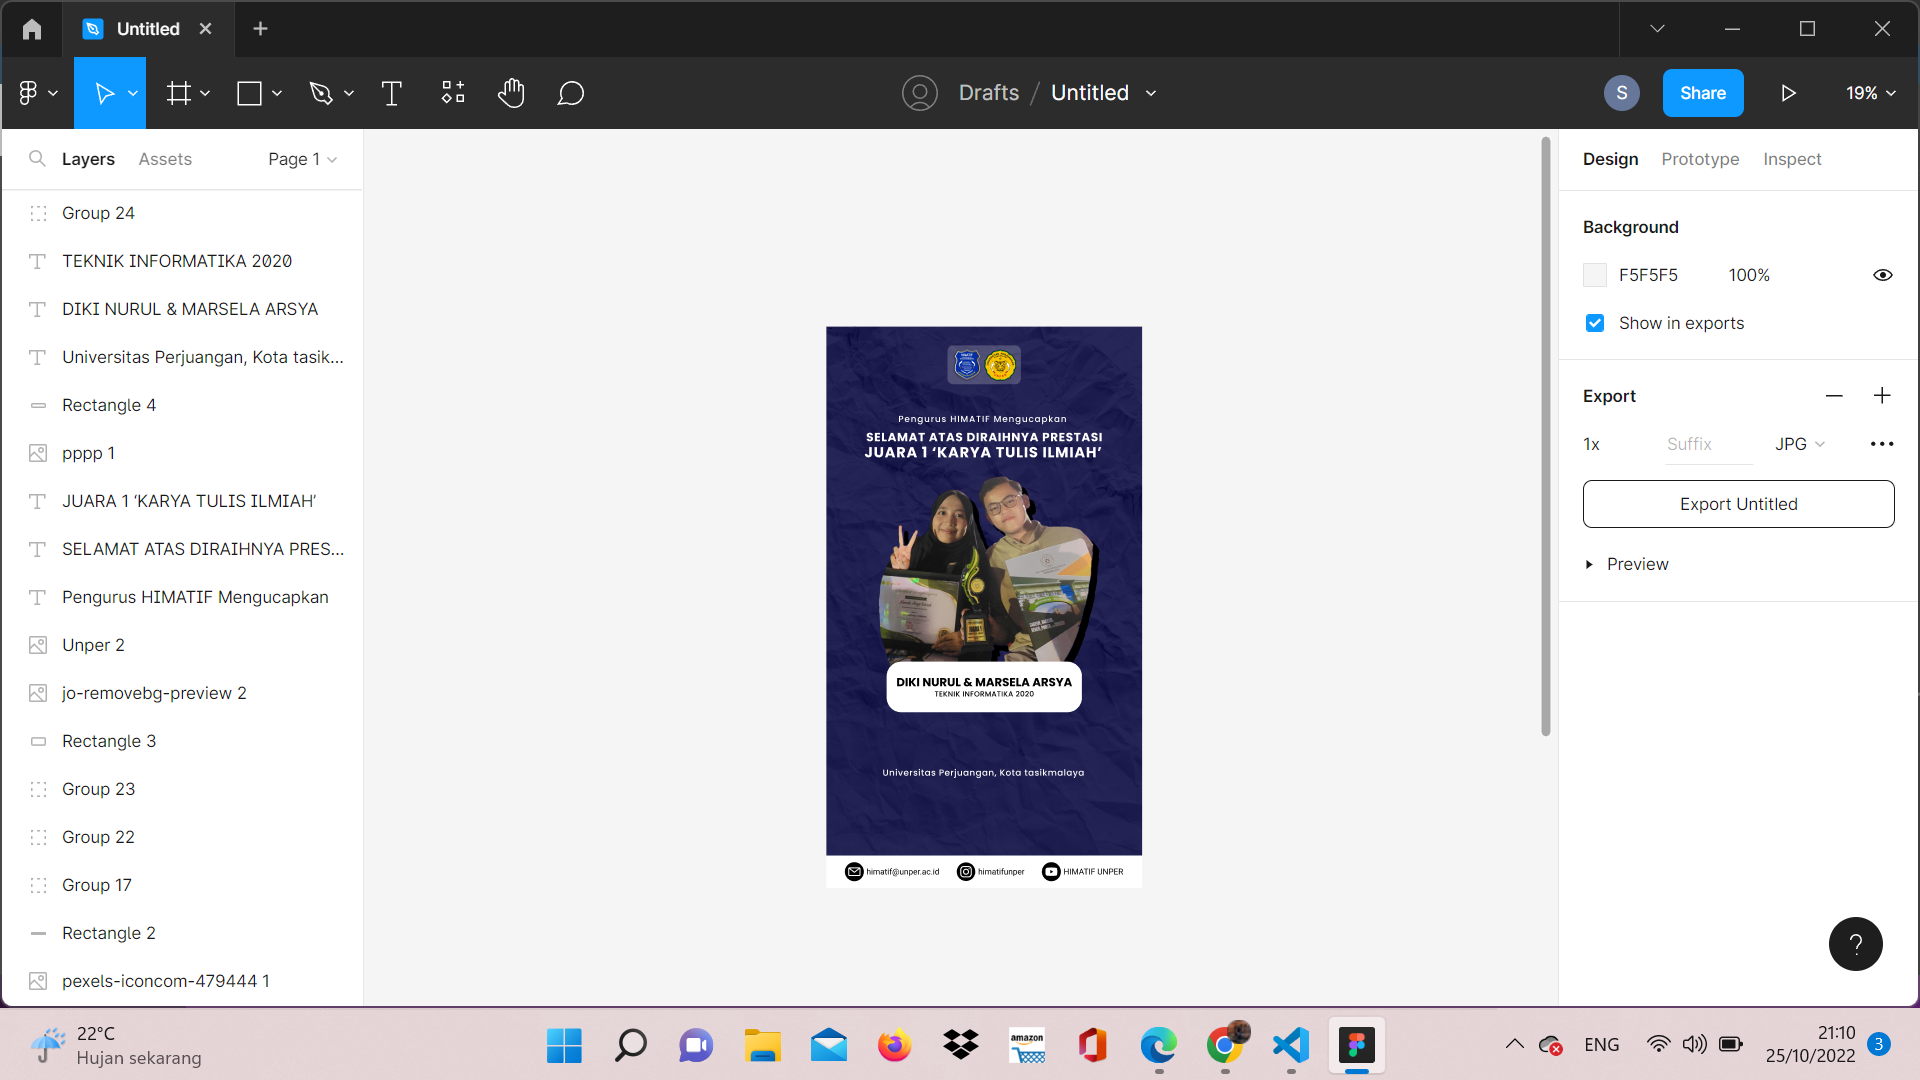 Untitled
Drafts / Untitled
S
Share
19%
Layers
Assets
Page 1
Group 24
TEKNIK INFORMATIKA 2020
DIKI NURUL & MARSELA ARSYA
Universitas Perjuangan, Kota tasik...
Rectangle 4
pppp 1
JUARA 1 ‘KARYA TULIS ILMIAH’
SELAMAT ATAS DIRAIHNYA PRES...
Pengurus HIMATIF Mengucapkan
Unper 2
jo-removebg-preview 2
Rectangle 3
Group 23
Group 22
Group 17
Rectangle 2
pexels-iconcom-479444 1
Pengurus HIMATIF Mengucapkan
SELAMAT ATAS DIRAIHNYA PRESTASI
JUARA 1 ‘KARYA TULIS ILMIAH’
DIKI NURUL & MARSELA ARSYA
TEKNIK INFORMATIKA 2020
Universitas Perjuangan, Kota tasikmalaya
himatif@unper.ac.id
himatifunper
HIMATIF UNPER
Design
Prototype
Inspect
Background
F5F5F5
100%
Show in exports
Export
1x
Suffix
JPG
Export Untitled
Preview
?
22°C
Hujan sekarang
amazon
ENG
21:10
25/10/2022
3